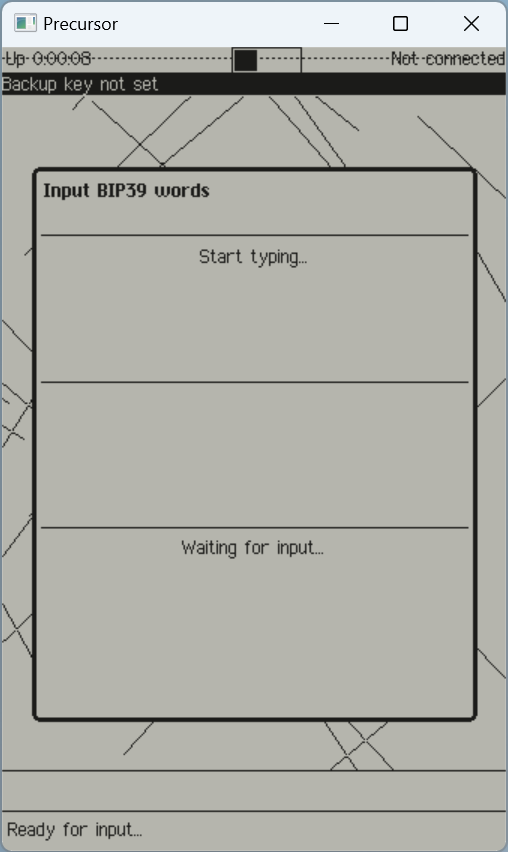 Precursor
Up 0:00:08 Not connected
Backup key not set
Input BIP39 words
Start typing...
Waiting for input...
Ready for input...